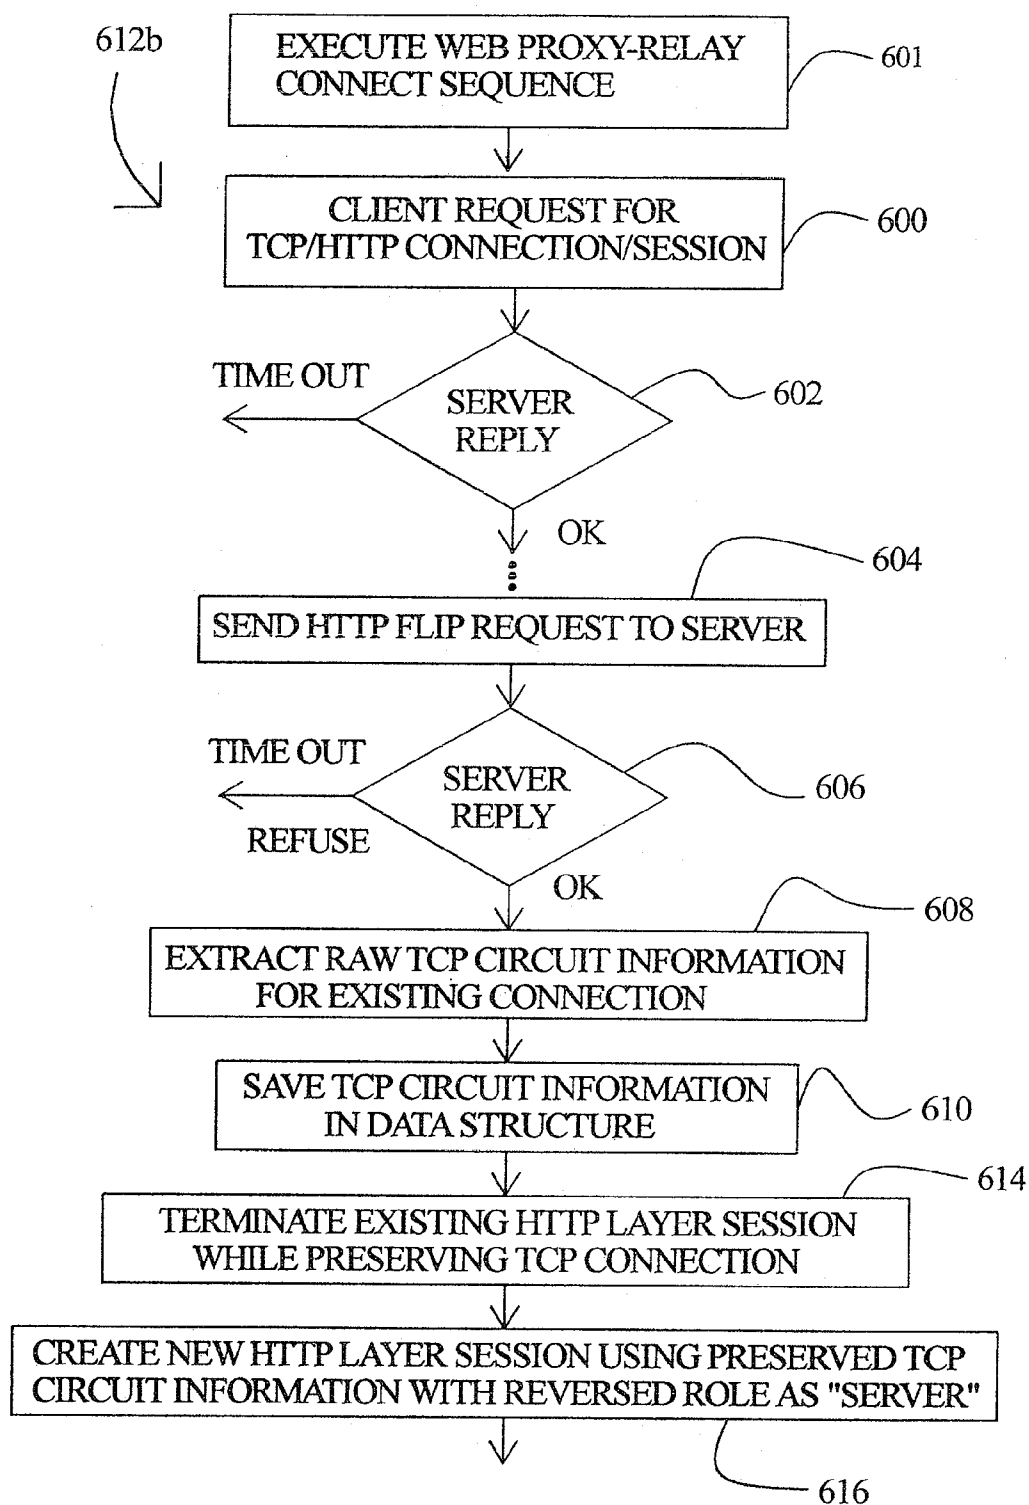 612b
EXECUTE WEB PROXY-RELAY
CONNECT SEQUENCE
601
CLIENT REQUEST FOR
TCP/HTTP CONNECTION/SESSION
600
TIME OUT
SERVER
REPLY
602
OK
604
SEND HTTP FLIP REQUEST TO SERVER
TIME OUT
REFUSE
SERVER
REPLY
606
OK
608
EXTRACT RAW TCP CIRCUIT INFORMATION
FOR EXISTING CONNECTION
SAVE TCP CIRCUIT INFORMATION
IN DATA STRUCTURE
610
614
TERMINATE EXISTING HTTP LAYER SESSION
WHILE PRESERVING TCP CONNECTION
CREATE NEW HTTP LAYER SESSION USING PRESERVED TCP
CIRCUIT INFORMATION WITH REVERSED ROLE AS "SERVER"
616